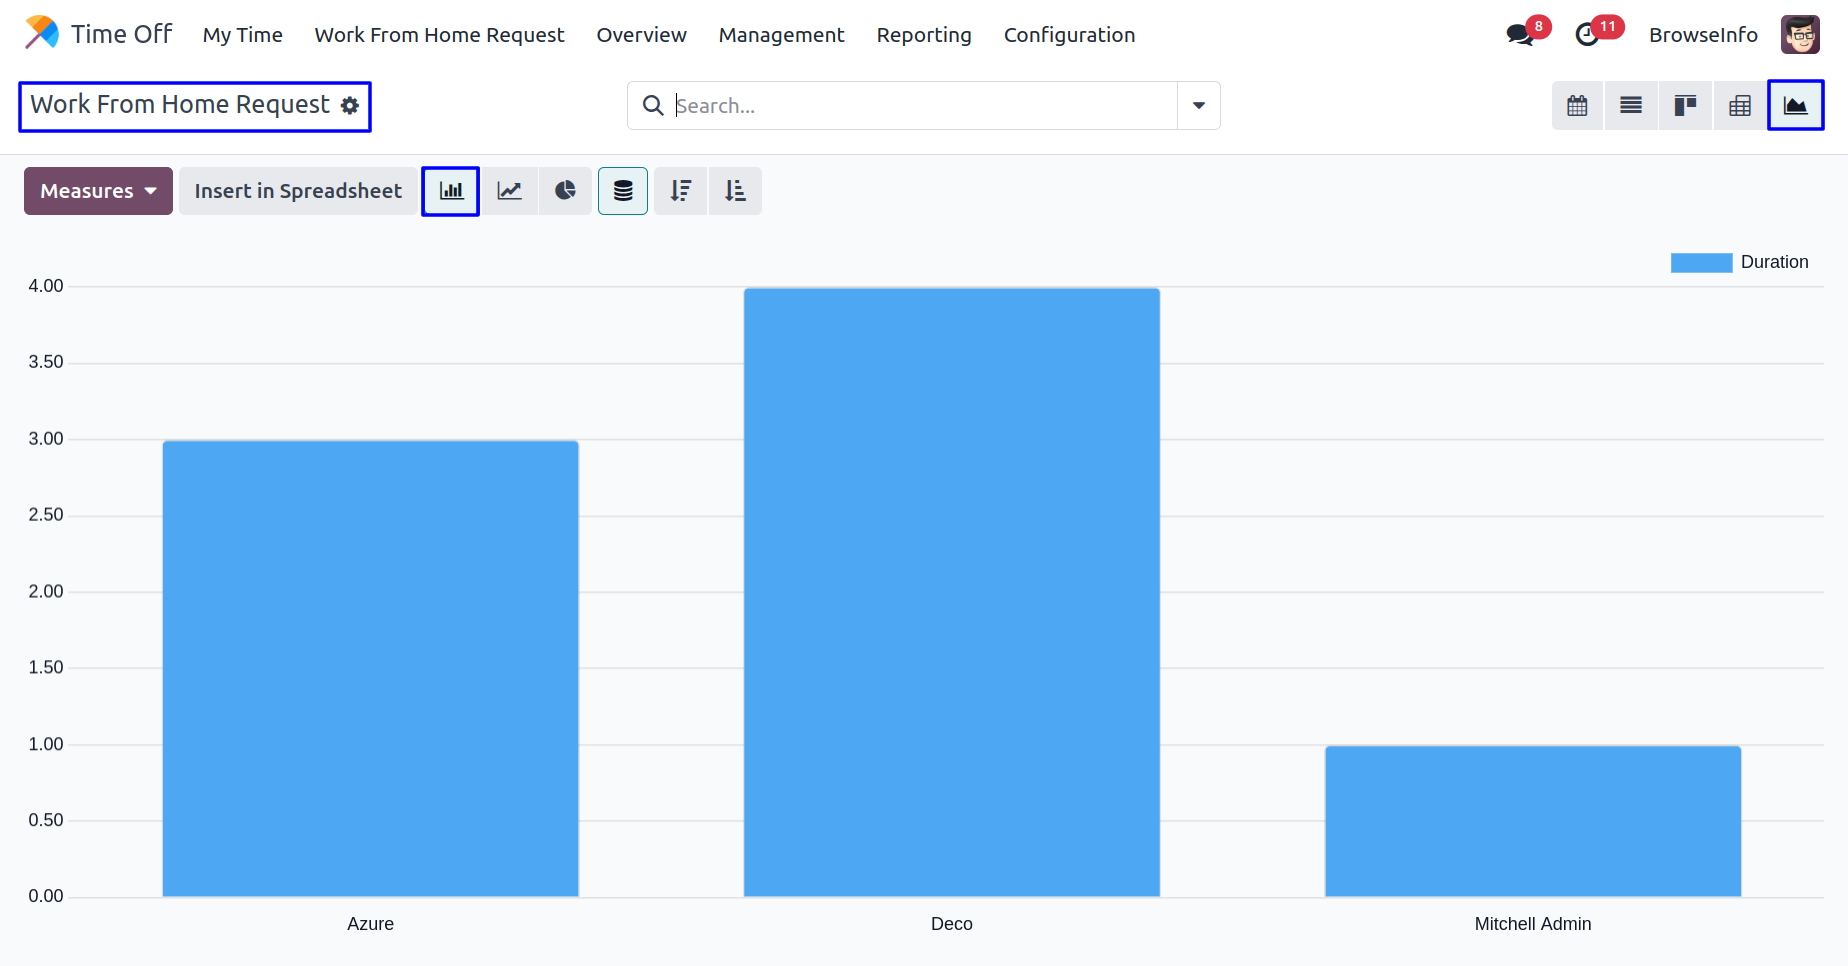 Time Off My Time Work From Home Request Overview Management Reporting Configuration 8 11 BrowseInfo
Work From Home Request Search...
Measures Insert in Spreadsheet
Duration
4.00
3.50
3.00
2.50
2.00
1.50
1.00
0.50
0.00
Azure Deco Mitchell Admin